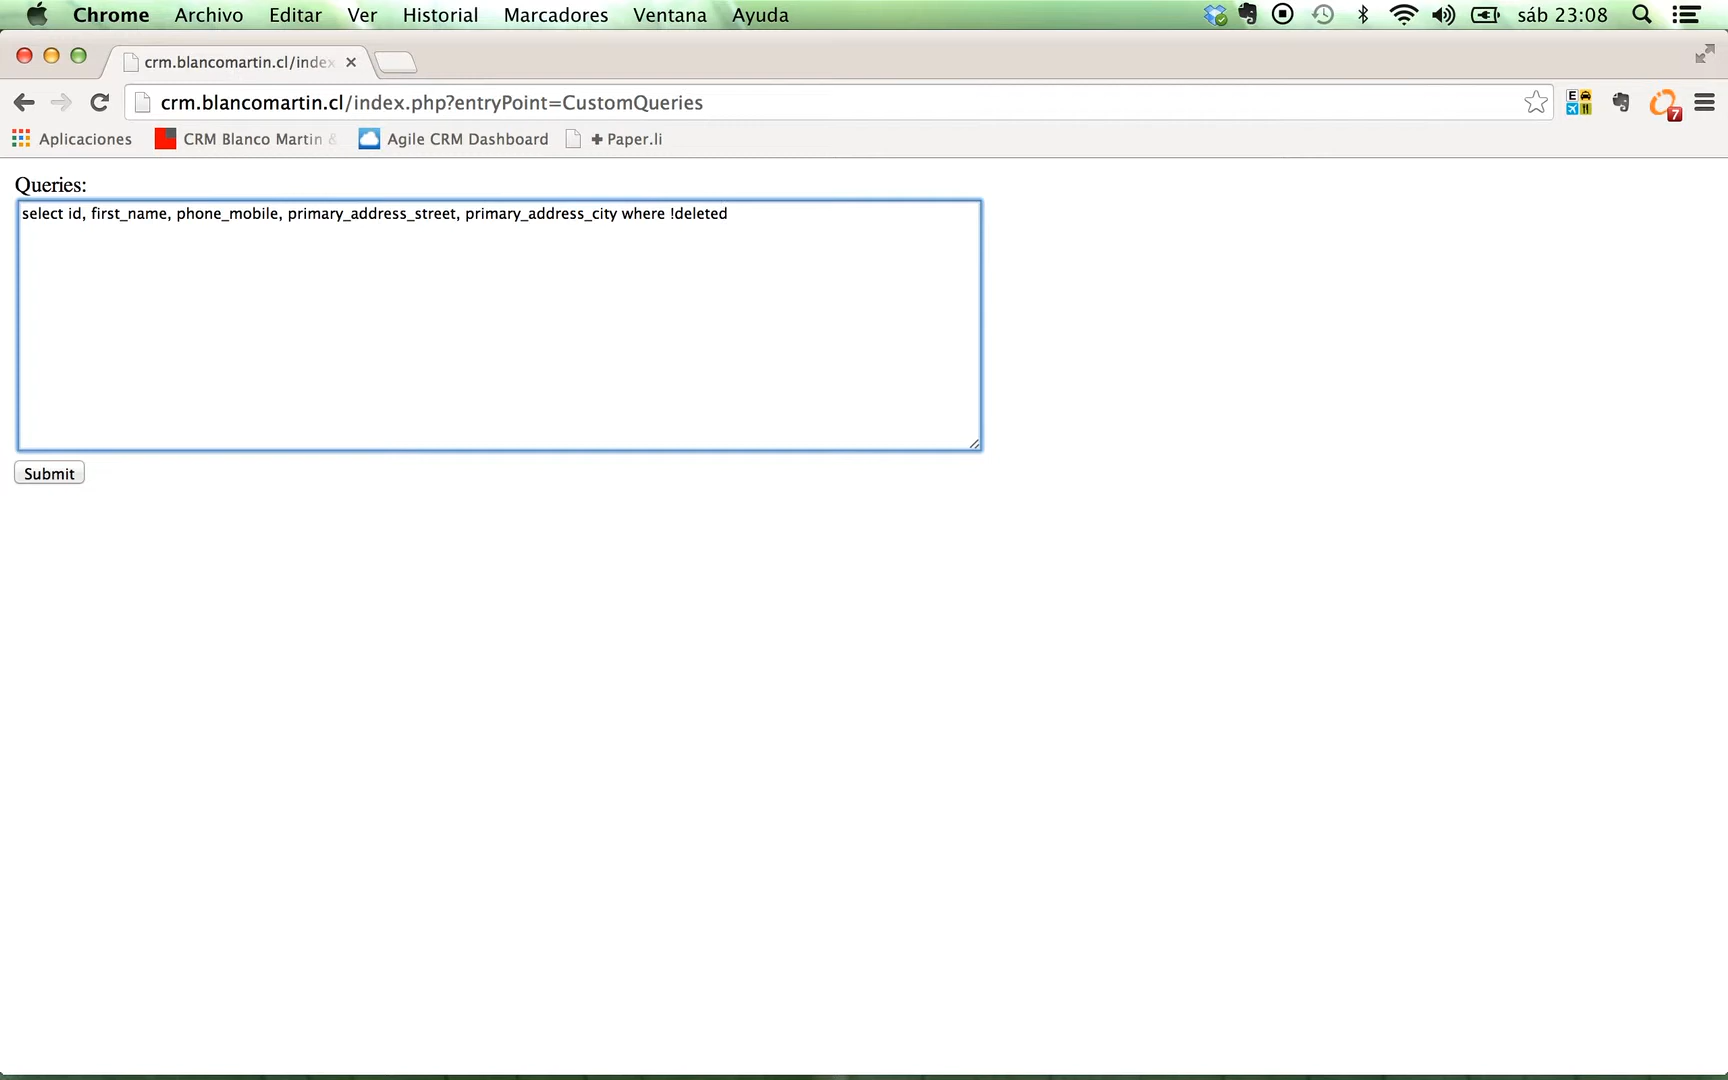 Chrome Archivo Editar Ver Historial Marcadores Ventana Ayuda sáb 23:08
crm.blancomartin.cl/index
crm.blancomartin.cl/index.php?entryPoint=CustomQueries
7
Aplicaciones CRM Blanco Martin & Agile CRM Dashboard + Paper.li
Queries:
select id, first_name, phone_mobile, primary_address_street, primary_address_city where !deleted
Submit